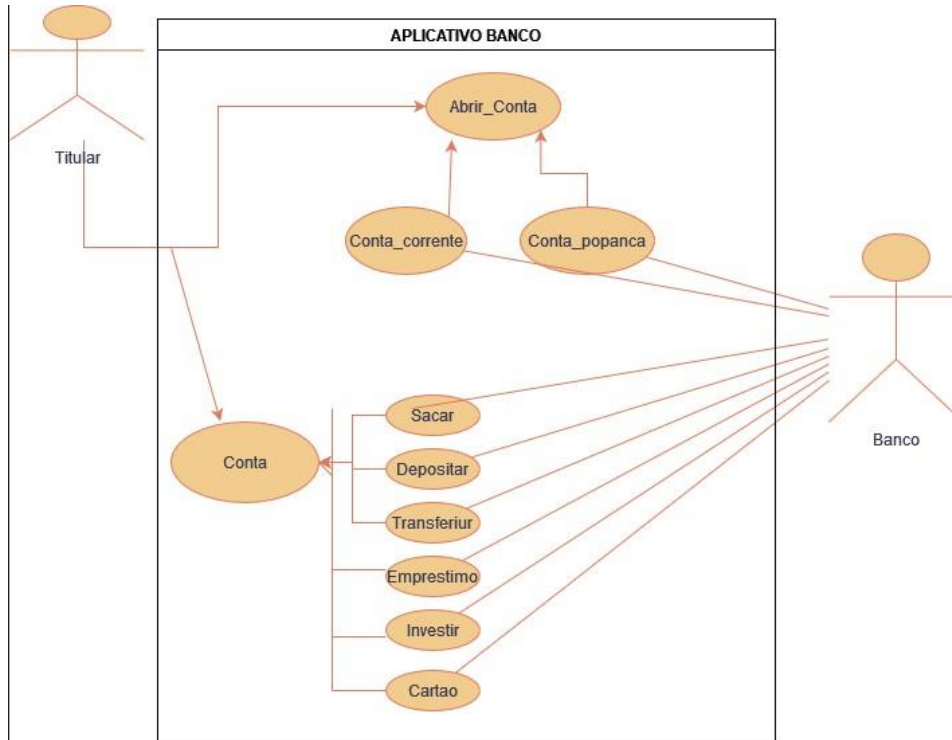 APLICATIVO BANCO
Abrir_Conta
Titular
Conta_corrente
Conta_popanca
Sacar
Banco
Conta
Depositar
Transferiur
Emprestimo
Investir
Cartao